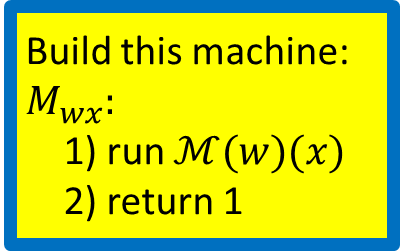 Build this machine:
M_{wx}:
1) run ℳ(w)(x)
2) return 1